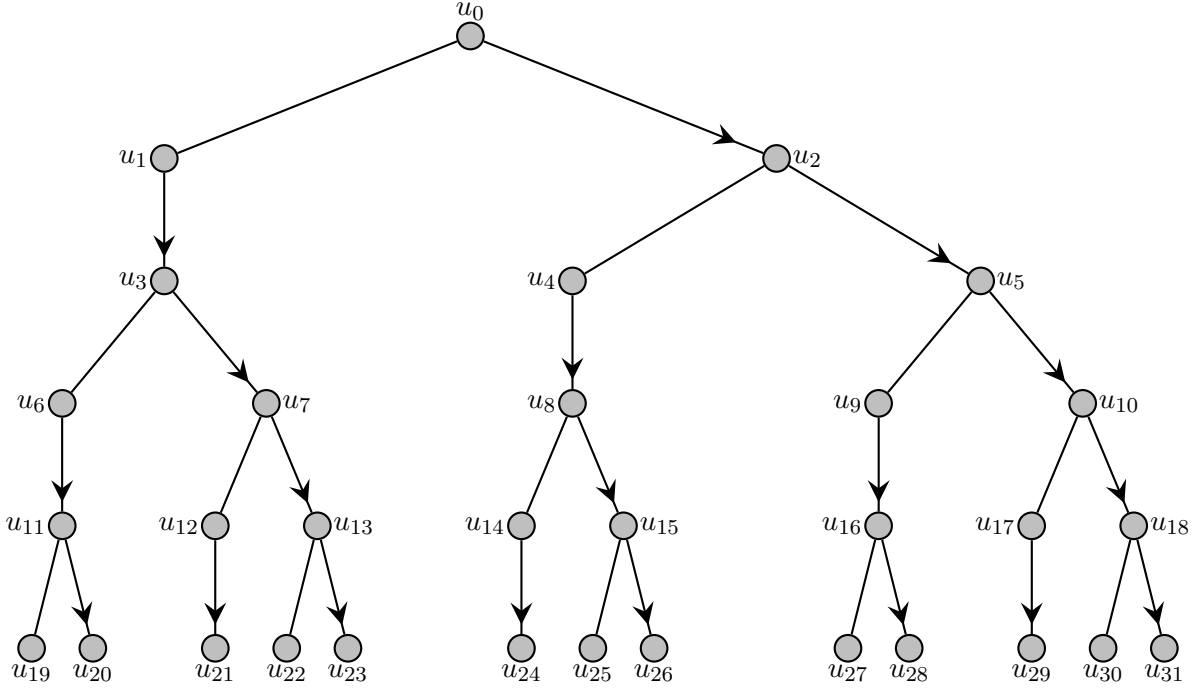 u₀
u₁ u₂
u₃ u₄ u₅
u₆ u₇ u₈ u₉ u₁₀
u₁₁ u₁₂ u₁₃ u₁₄ u₁₅ u₁₆ u₁₇ u₁₈
u₁₉ u₂₀ u₂₁ u₂₂ u₂₃ u₂₄ u₂₅ u₂₆ u₂₇ u₂₈ u₂₉ u₃₀ u₃₁